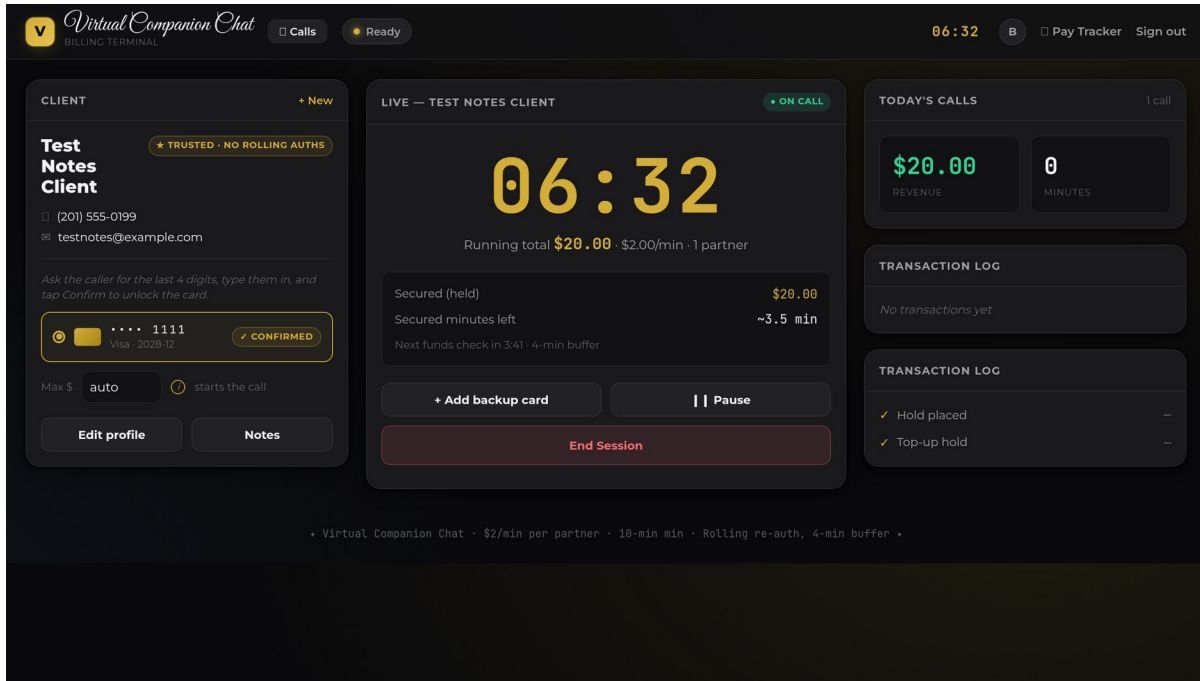 V
Virtual Companion Chat
BILLING TERMINAL
Calls
Ready
06:32
B
Pay Tracker
Sign out
CLIENT
+ New
Test
Notes
Client
★ TRUSTED · NO ROLLING AUTHS
(201) 555-0199
✉ testnotes@example.com
Ask the caller for the last 4 digits, type them in, and
tap Confirm to unlock the card.
•••• 1111
Visa · 2028-12
✓ CONFIRMED
Max $
auto
i
starts the call
Edit profile
Notes
LIVE — TEST NOTES CLIENT
• ON CALL
06:32
Running total $20.00 · $2.00/min · 1 partner
Secured (held)
$20.00
Secured minutes left
~3.5 min
Next funds check in 3:41 · 4-min buffer
+ Add backup card
❙❙ Pause
End Session
TODAY'S CALLS
1 call
$20.00
REVENUE
0
MINUTES
TRANSACTION LOG
No transactions yet
TRANSACTION LOG
✓ Hold placed —
✓ Top-up hold —
✦ Virtual Companion Chat · $2/min per partner · 10-min min · Rolling re-auth, 4-min buffer ✦